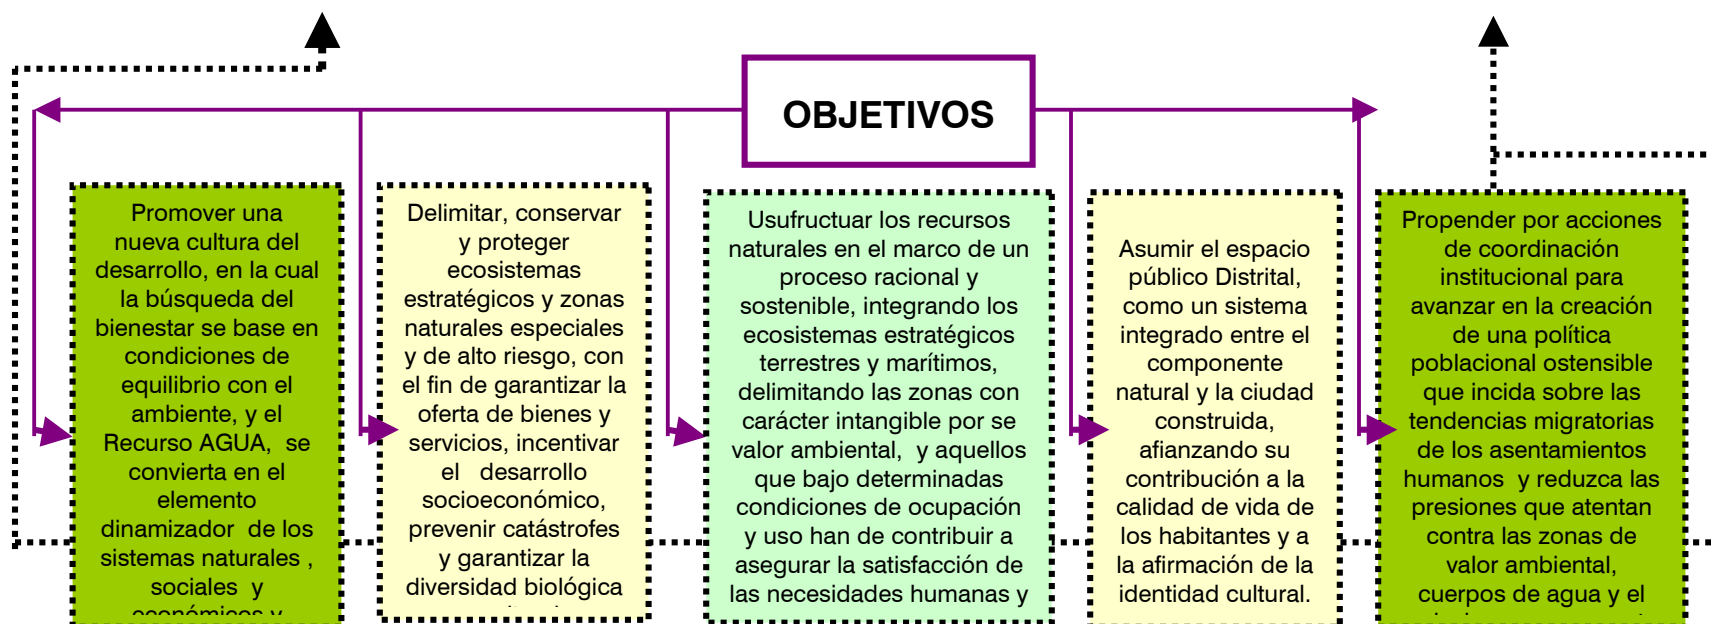 OBJETIVOS
Promover una
nueva cultura del
desarrollo, en la cual
la búsqueda del
bienestar se base en
condiciones de
equilibrio con el
ambiente, y el
Recurso AGUA, se
convierta en el
elemento
dinamizador de los
sistemas naturales ,
sociales y
económicos y
Delimitar, conservar
y proteger
ecosistemas
estratégicos y zonas
naturales especiales
y de alto riesgo, con
el fin de garantizar la
oferta de bienes y
servicios, incentivar
el desarrollo
socioeconómico,
prevenir catástrofes
y garantizar la
diversidad biológica
Usufructuar los recursos
naturales en el marco de un
proceso racional y
sostenible, integrando los
ecosistemas estratégicos
terrestres y marítimos,
delimitando las zonas con
carácter intangible por se
valor ambiental, y aquellos
que bajo determinadas
condiciones de ocupación
y uso han de contribuir a
asegurar la satisfacción de
las necesidades humanas y
Asumir el espacio
público Distrital,
como un sistema
integrado entre el
componente
natural y la ciudad
construida,
afianzando su
contribución a la
calidad de vida de
los habitantes y a
la afirmación de la
identidad cultural.
Propender por acciones
de coordinación
institucional para
avanzar en la creación
de una política
poblacional ostensible
que incida sobre las
tendencias migratorias
de los asentamientos
humanos y reduzca las
presiones que atentan
contra las zonas de
valor ambiental,
cuerpos de agua y el